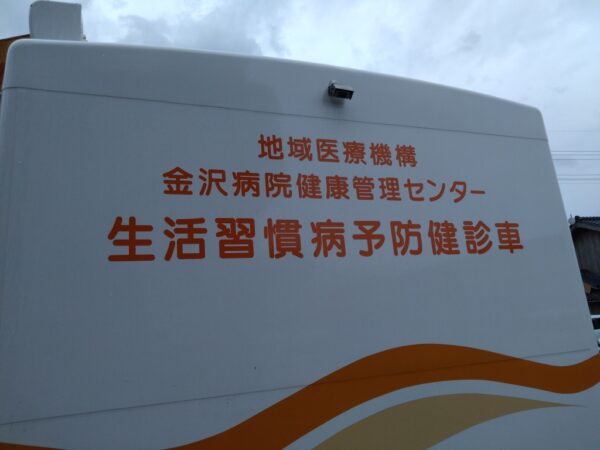 地域医療機構
金沢病院健康管理センター
生活習慣病予防健診車